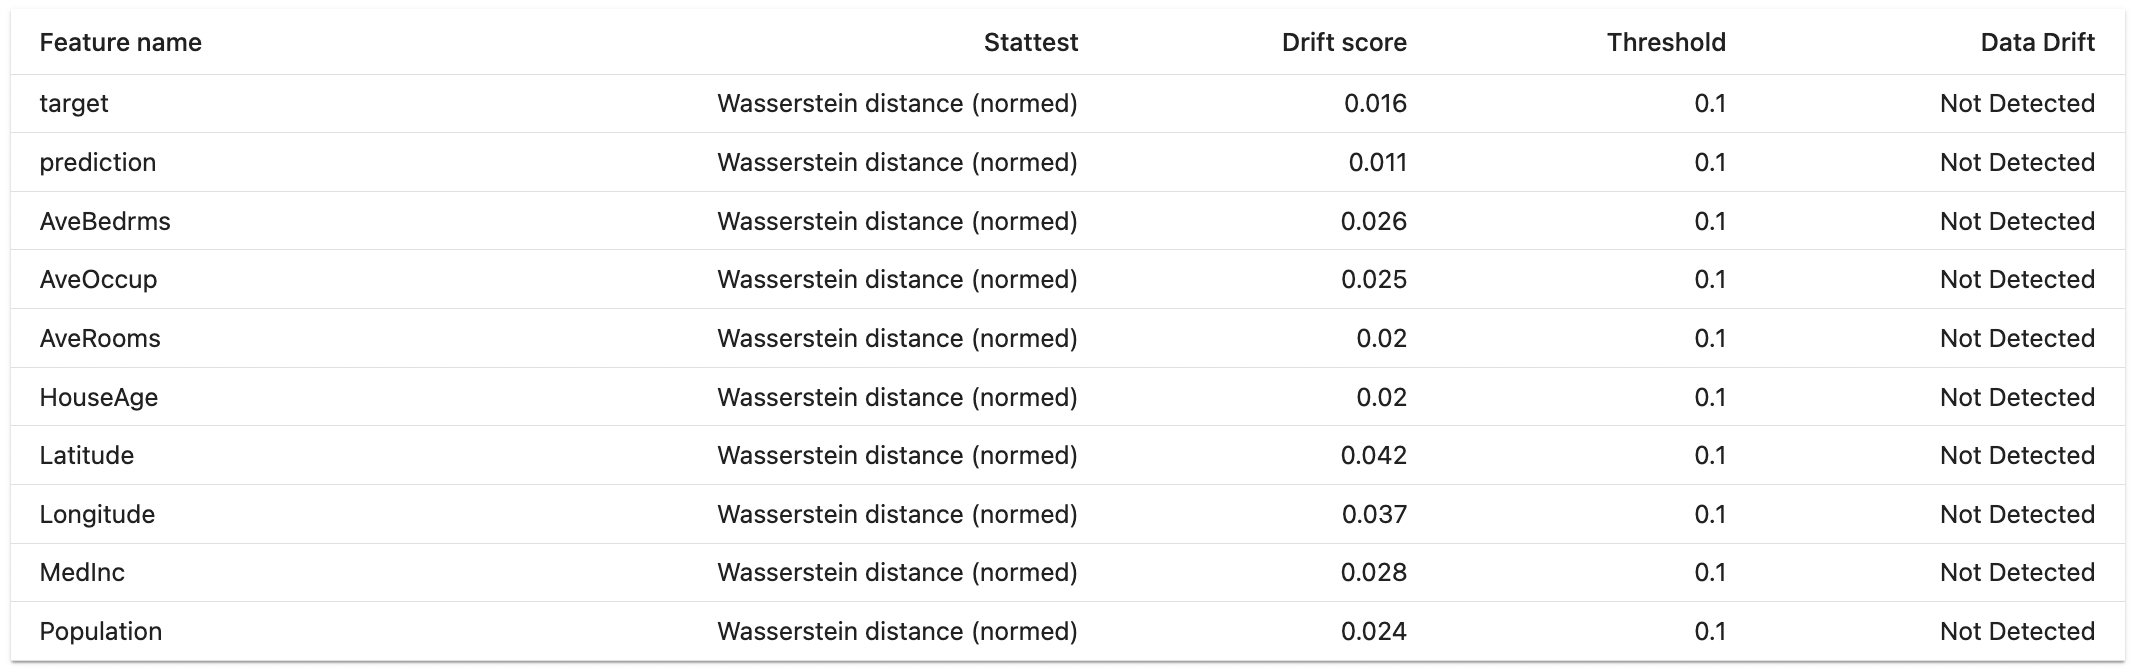 Feature name Stattest Drift score Threshold Data Drift
target Wasserstein distance (normed) 0.016 0.1 Not Detected
prediction Wasserstein distance (normed) 0.011 0.1 Not Detected
AveBedrms Wasserstein distance (normed) 0.026 0.1 Not Detected
AveOccup Wasserstein distance (normed) 0.025 0.1 Not Detected
AveRooms Wasserstein distance (normed) 0.02 0.1 Not Detected
HouseAge Wasserstein distance (normed) 0.02 0.1 Not Detected
Latitude Wasserstein distance (normed) 0.042 0.1 Not Detected
Longitude Wasserstein distance (normed) 0.037 0.1 Not Detected
MedInc Wasserstein distance (normed) 0.028 0.1 Not Detected
Population Wasserstein distance (normed) 0.024 0.1 Not Detected